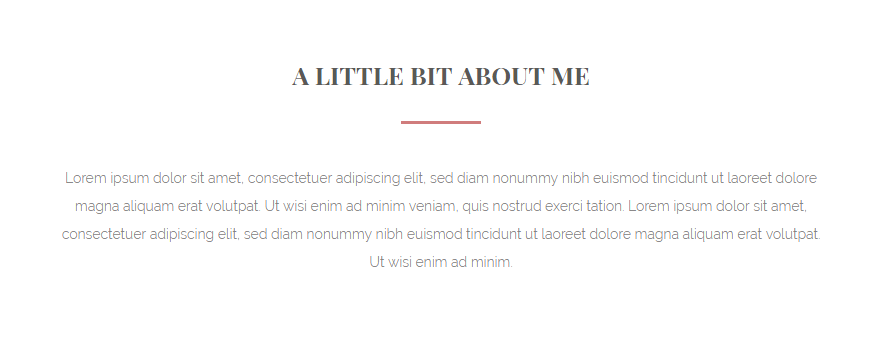 A LITTLE BIT ABOUT ME
Lorem ipsum dolor sit amet, consectetuer adipiscing elit, sed diam nonummy nibh euismod tincidunt ut laoreet dolore
magna aliquam erat volutpat. Ut wisi enim ad minim veniam, quis nostrud exerci tation. Lorem ipsum dolor sit amet,
consectetuer adipiscing elit, sed diam nonummy nibh euismod tincidunt ut laoreet dolore magna aliquam erat volutpat.
Ut wisi enim ad minim.